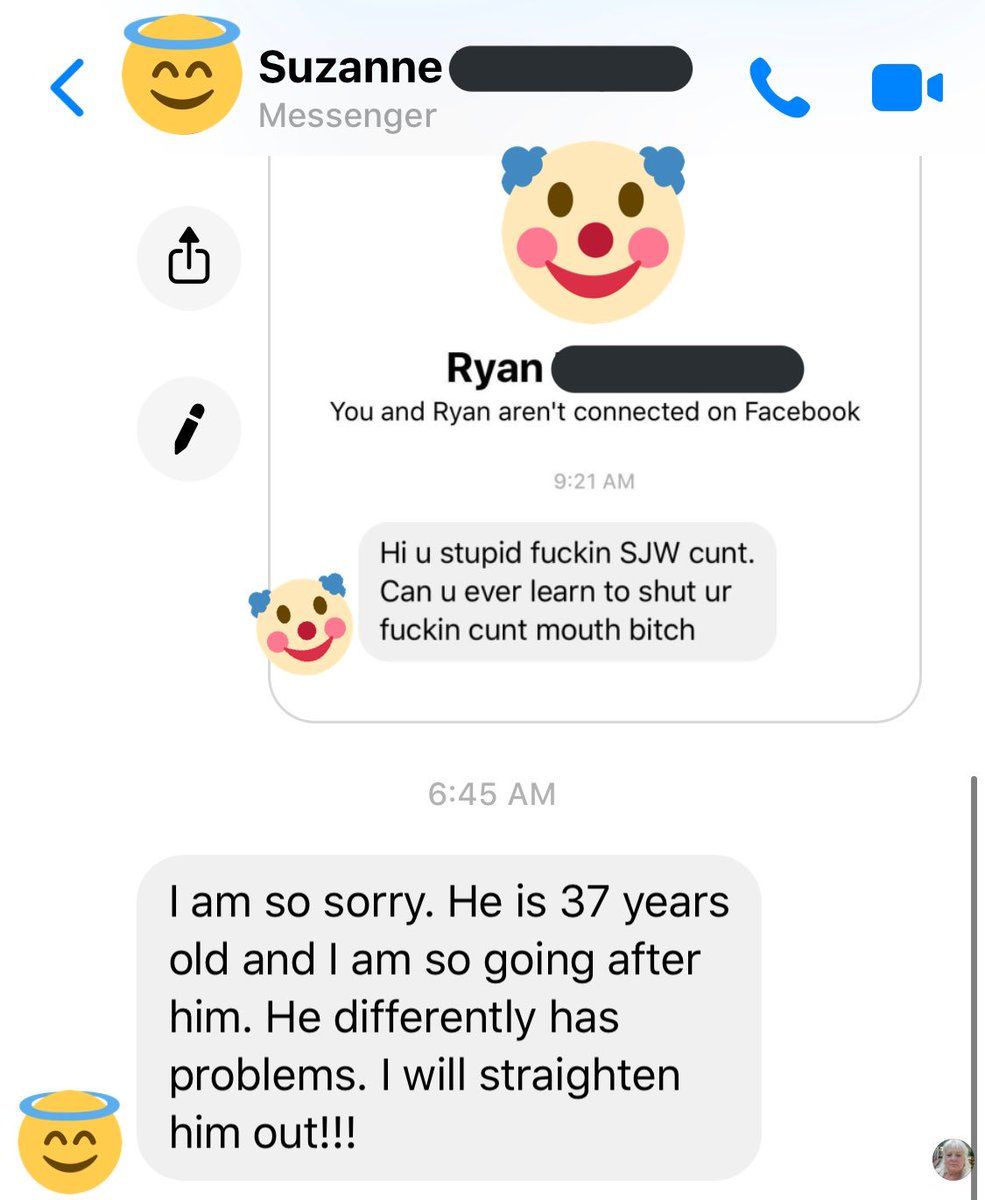 Suzanne
Messenger
Ryan
You and Ryan aren't connected on Facebook
9:21 AM
Hi u stupid fuckin SJW cunt.
Can u ever learn to shut ur
fuckin cunt mouth bitch
6:45 AM
I am so sorry. He is 37 years
old and I am so going after
him. He differently has
problems. I will straighten
him out!!!